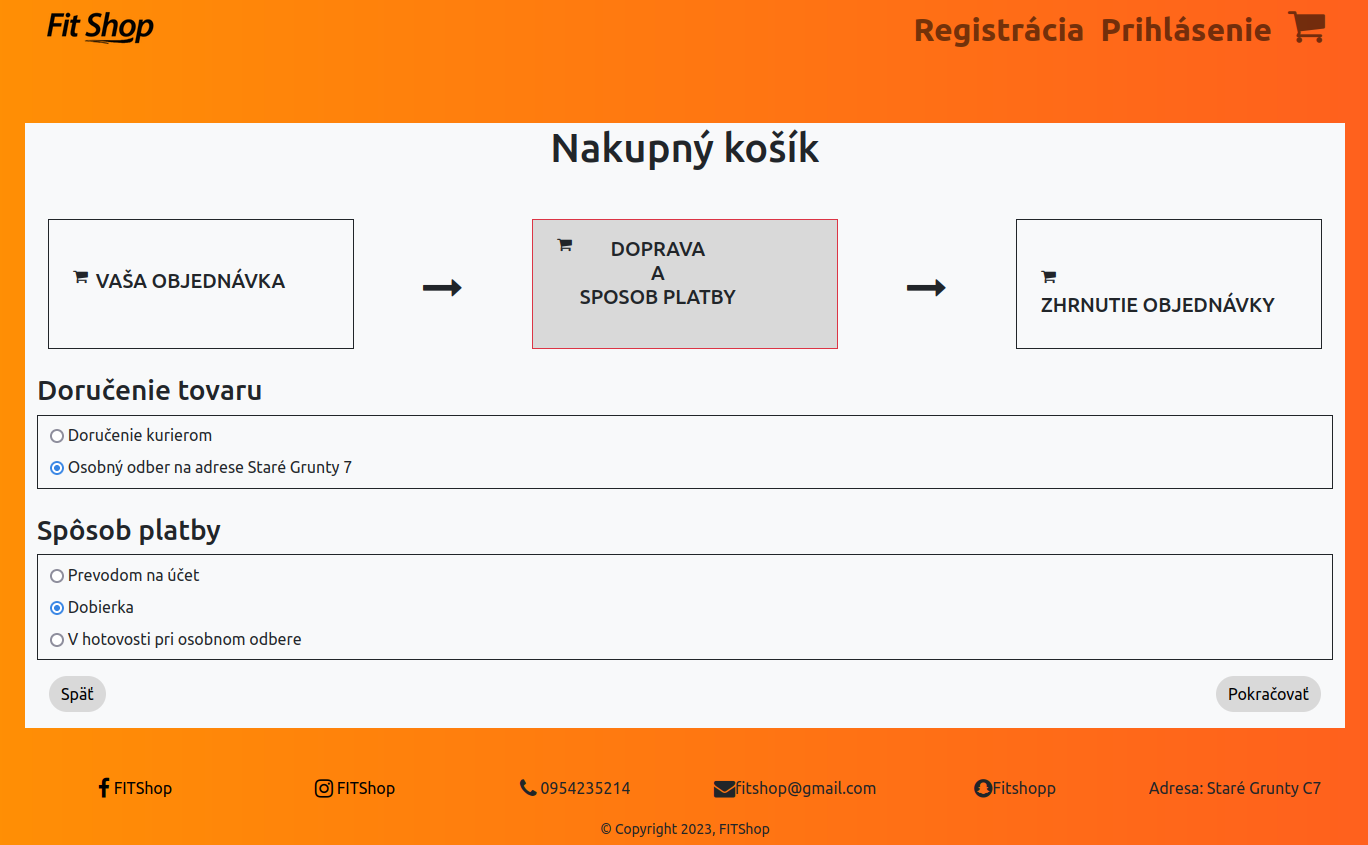 Fit Shop
Registrácia Prihlásenie
Nakupný košík
VAŠA OBJEDNÁVKA
DOPRAVA
A
SPOSOB PLATBY
ZHRNUTIE OBJEDNÁVKY
Doručenie tovaru
Doručenie kurierom
Osobný odber na adrese Staré Grunty 7
Spôsob platby
Prevodom na účet
Dobierka
V hotovosti pri osobnom odbere
Späť
Pokračovať
FITShop
FITShop
0954235214
fitshop@gmail.com
Fitshopp
Adresa: Staré Grunty C7
© Copyright 2023, FITShop